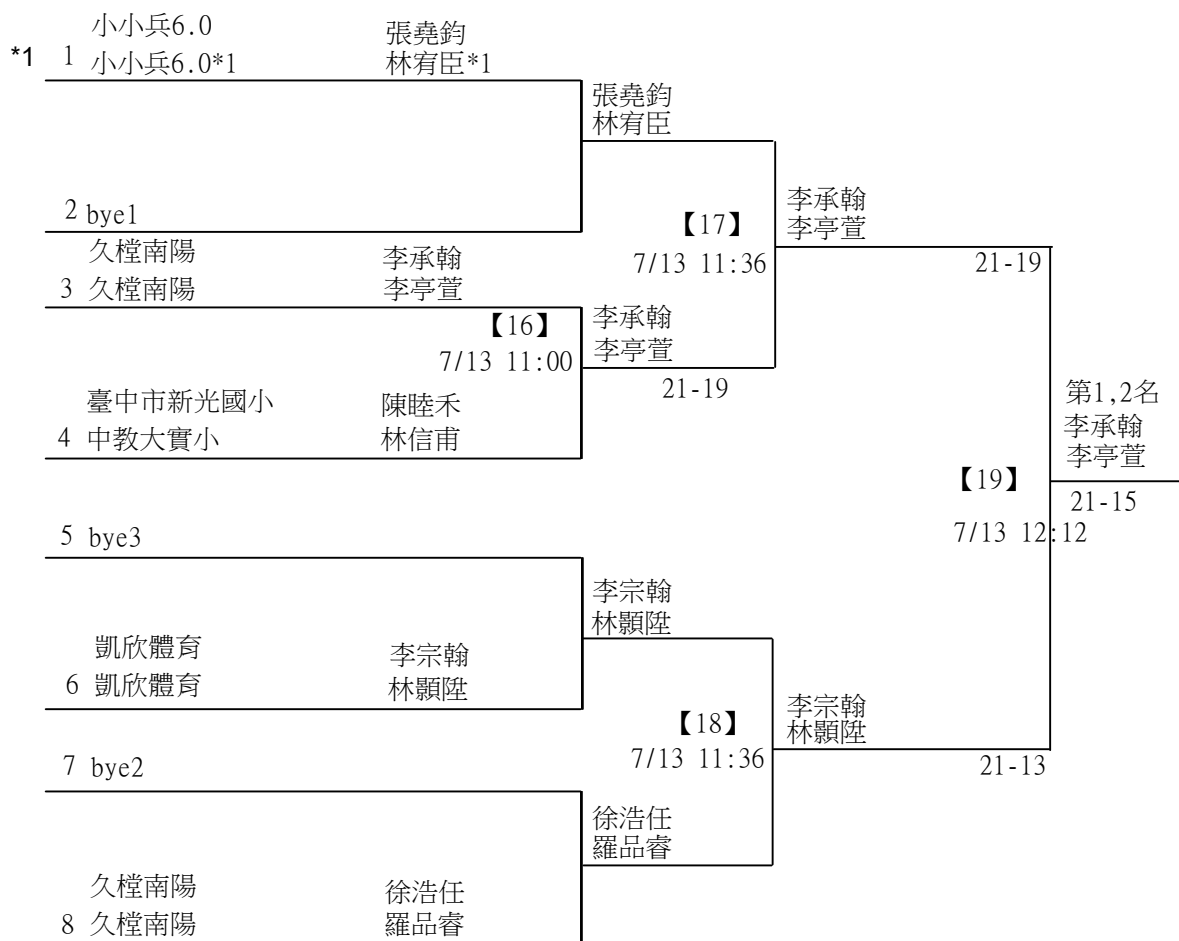 小小兵6.0 張堯鈞
*1 1 小小兵6.0*1 林宥臣*1
張堯鈞
林宥臣
2 bye1
李承翰
李亭萱
【17】
7/13 11:36
21-19
久樘南陽 李承翰
3 久樘南陽 李亭萱
【16】
7/13 11:00
李承翰
李亭萱
21-19
臺中市新光國小 陳睦禾
4 中教大實小 林信甫
第1,2名
李承翰
李亭萱
【19】
21-15
7/13 12:12
5 bye3
李宗翰
林顥陞
凱欣體育 李宗翰
6 凱欣體育 林顥陞
【18】
7/13 11:36
李宗翰
林顥陞
21-13
7 bye2
徐浩任
羅品睿
久樘南陽 徐浩任
8 久樘南陽 羅品睿